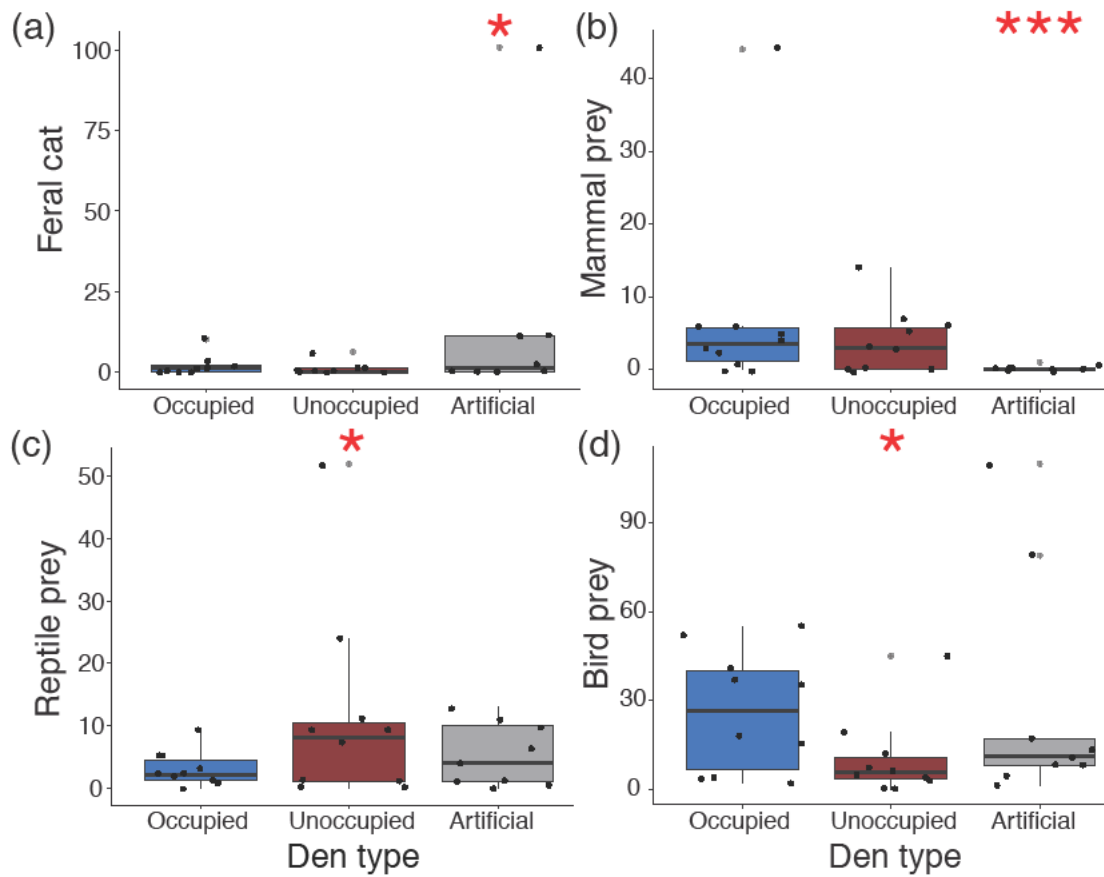 (a)
*
Feral cat
100
75
50
25
0
Occupied Unoccupied Artificial
(b)
***
Mammal prey
40
30
20
10
0
Occupied Unoccupied Artificial
(c)
*
Reptile prey
50
40
30
20
10
0
Occupied Unoccupied Artificial
Den type
(d)
*
Bird prey
90
60
30
0
Occupied Unoccupied Artificial
Den type